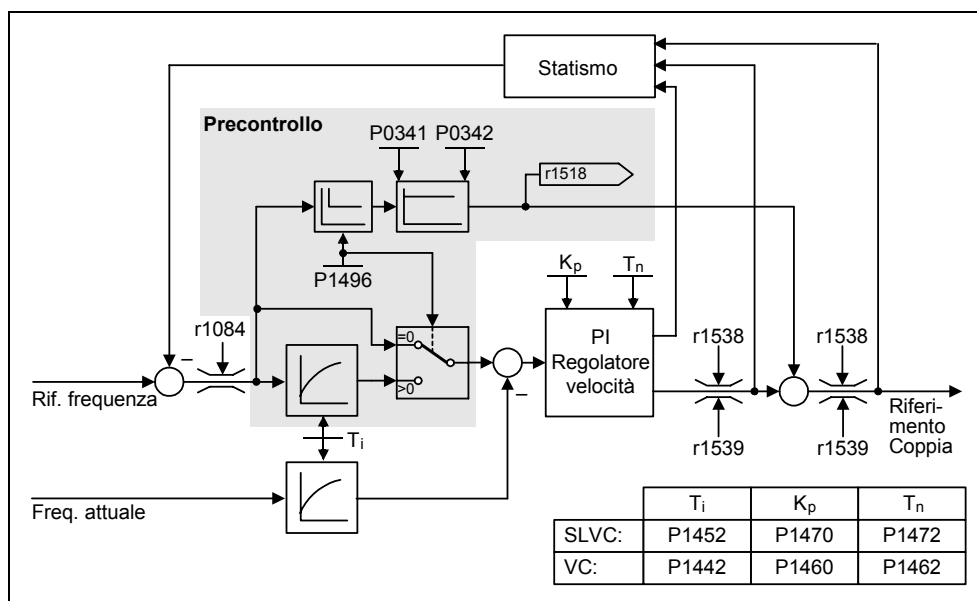 Statismo
Precontrollo
P0341 P0342
r1518
P1496
Kp Tn
r1084
=0
>0
PI
Regolatore
velocità
r1538 r1538
r1539 r1539
Rif. frequenza
Riferi-
mento
Coppia
Ti
Freq. attuale
Ti Kp Tn
SLVC: P1452 P1470 P1472
VC: P1442 P1460 P1462